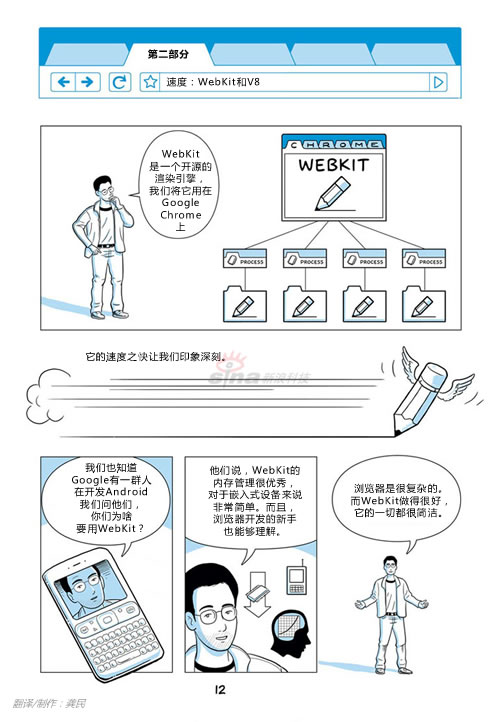 第二部分
速度：WebKit和V8
WebKit
是一个开源的
渲染引擎，
我们将它用在
Google
Chrome
上
CHROME
WEBKIT
PROCESS
PROCESS
PROCESS
PROCESS
它的速度之快让我们印象深刻。
sina新浪科技
我们也知道
Google有一群人
在开发Android
我们问他们，
你们为啥
要用WebKit？
他们说，WebKit的
内存管理很优秀，
对于嵌入式设备来说
非常简单。而且，
浏览器开发的新手
也能够理解。
浏览器是很复杂的。
而WebKit做得很好，
它的一切都很简洁。
12
翻译/制作：龚民